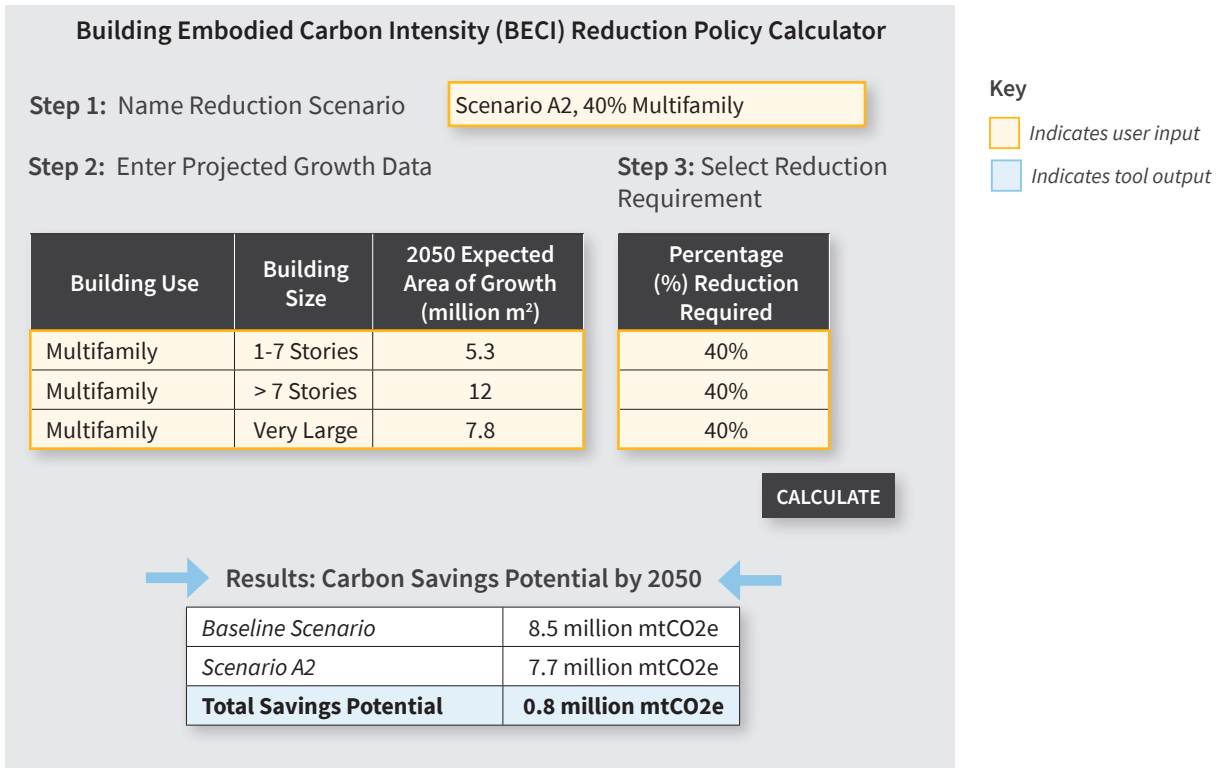 Building Embodied Carbon Intensity (BECI) Reduction Policy Calculator
Step 1: Name Reduction Scenario
Scenario A2, 40% Multifamily
Step 2: Enter Projected Growth Data
Step 3: Select Reduction
Requirement
Building Use
Building
Size
2050 Expected
Area of Growth
(million m²)
Percentage
(%) Reduction
Required
Multifamily 1-7 Stories 5.3 40%
Multifamily > 7 Stories 12 40%
Multifamily Very Large 7.8 40%
CALCULATE
Results: Carbon Savings Potential by 2050
Baseline Scenario 8.5 million mtCO2e
Scenario A2 7.7 million mtCO2e
Total Savings Potential 0.8 million mtCO2e
Key
Indicates user input
Indicates tool output